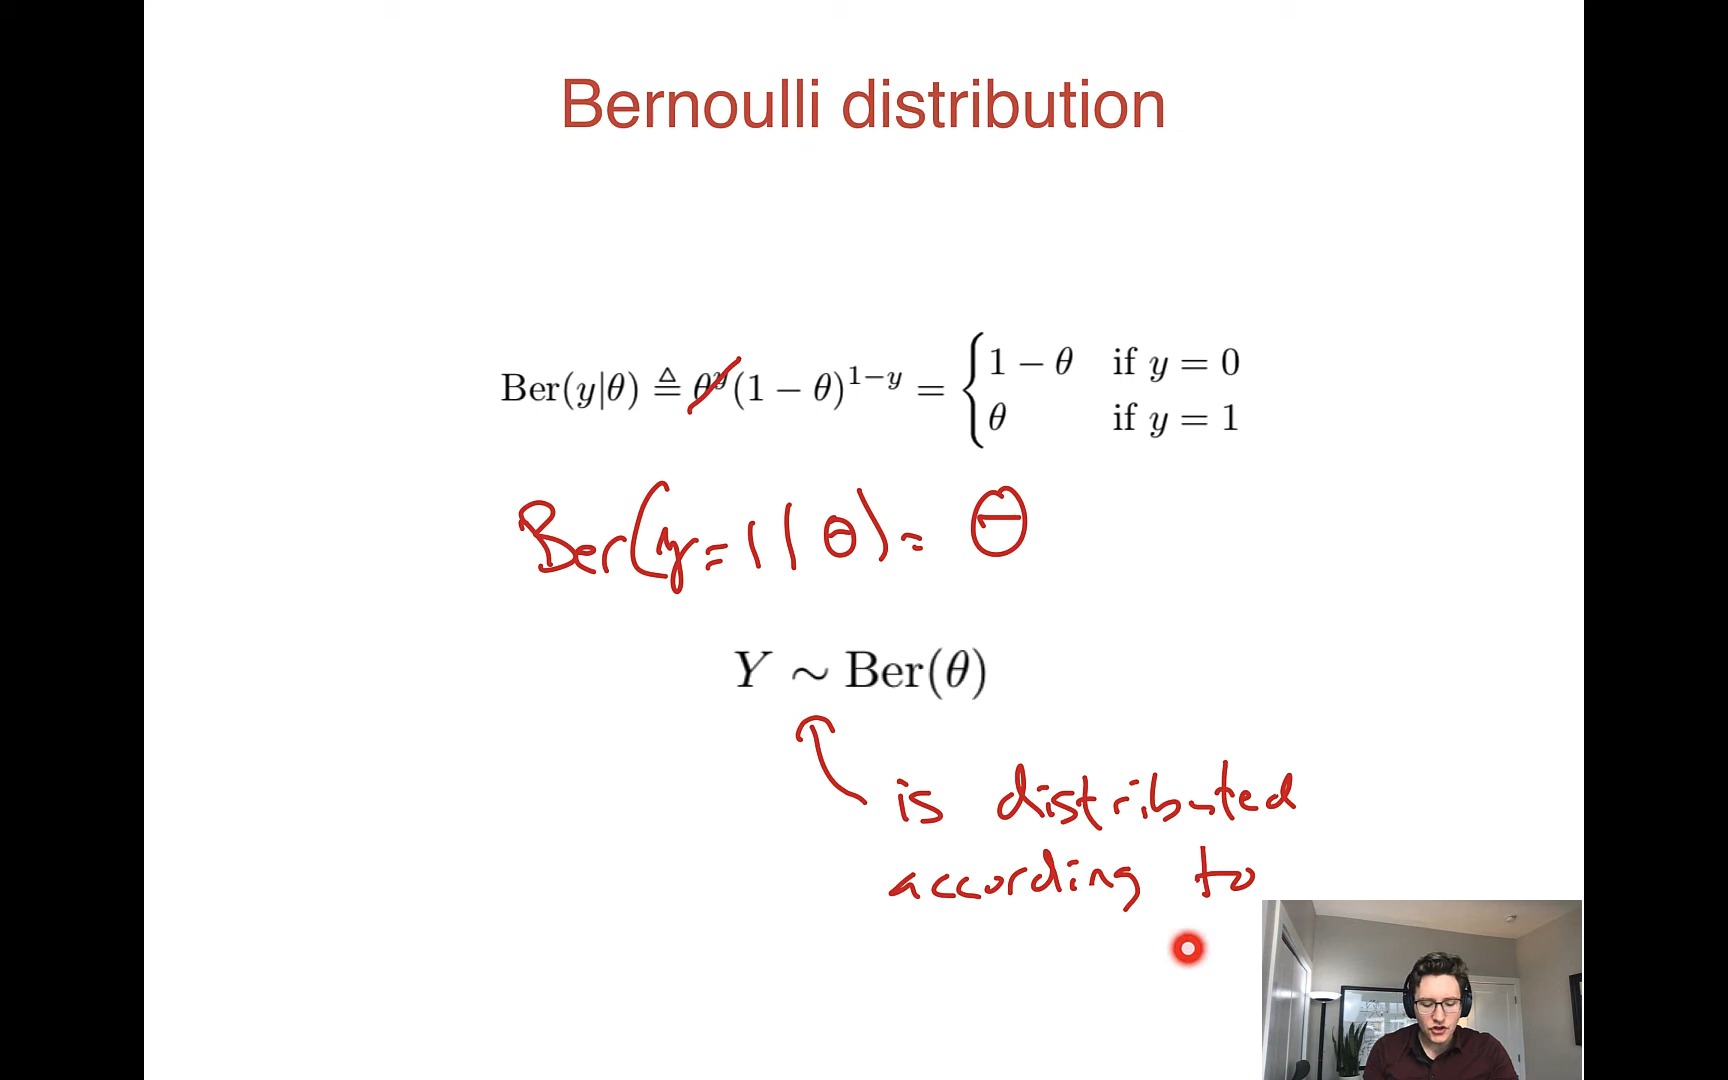 Bernoulli distribution
Ber(y|θ) ≜ θ^y(1 − θ)^{1−y} = { 1 − θ if y = 0
θ if y = 1
Ber(y=1|θ)= θ
Y ∼ Ber(θ)
is distributed
according to